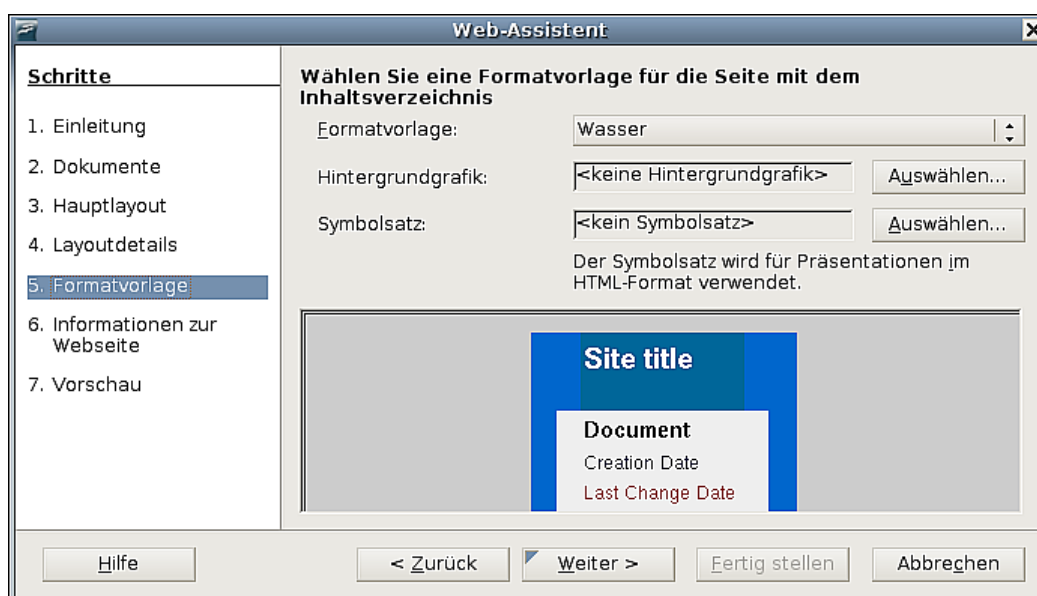 Web-Assistent
Schritte
1. Einleitung
2. Dokumente
3. Hauptlayout
4. Layoutdetails
5. Formatvorlage
6. Informationen zur
Webseite
7. Vorschau
Wählen Sie eine Formatvorlage für die Seite mit dem
Inhaltsverzeichnis
Formatvorlage:
Wasser
Hintergrundgrafik:
<keine Hintergrundgrafik>
Auswählen...
Symbolsatz:
<kein Symbolsatz>
Auswählen...
Der Symbolsatz wird für Präsentationen im
HTML-Format verwendet.
Site title
Document
Creation Date
Last Change Date
Hilfe
< Zurück
Weiter >
Fertig stellen
Abbrechen